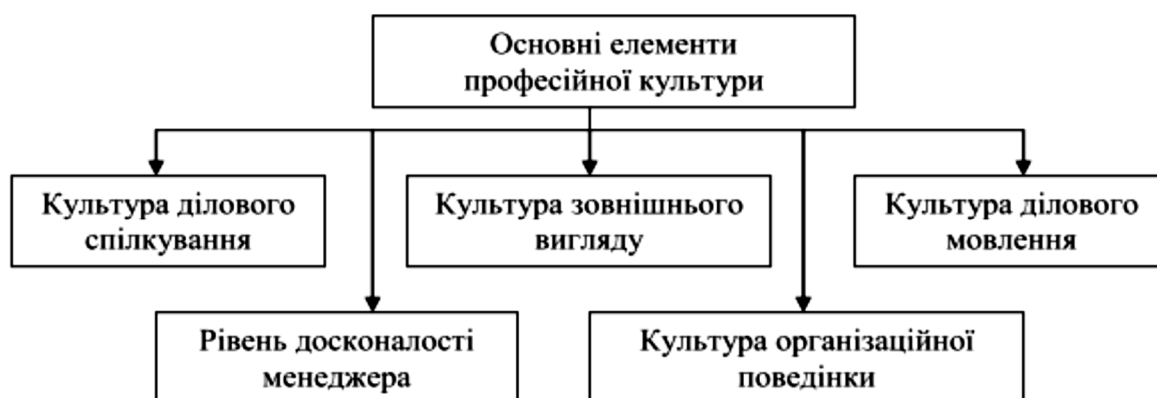 Основні елементи
професійної культури
Культура ділового
спілкування
Культура зовнішнього
вигляду
Культура ділового
мовлення
Рівень досконалості
менеджера
Культура організаційної
поведінки